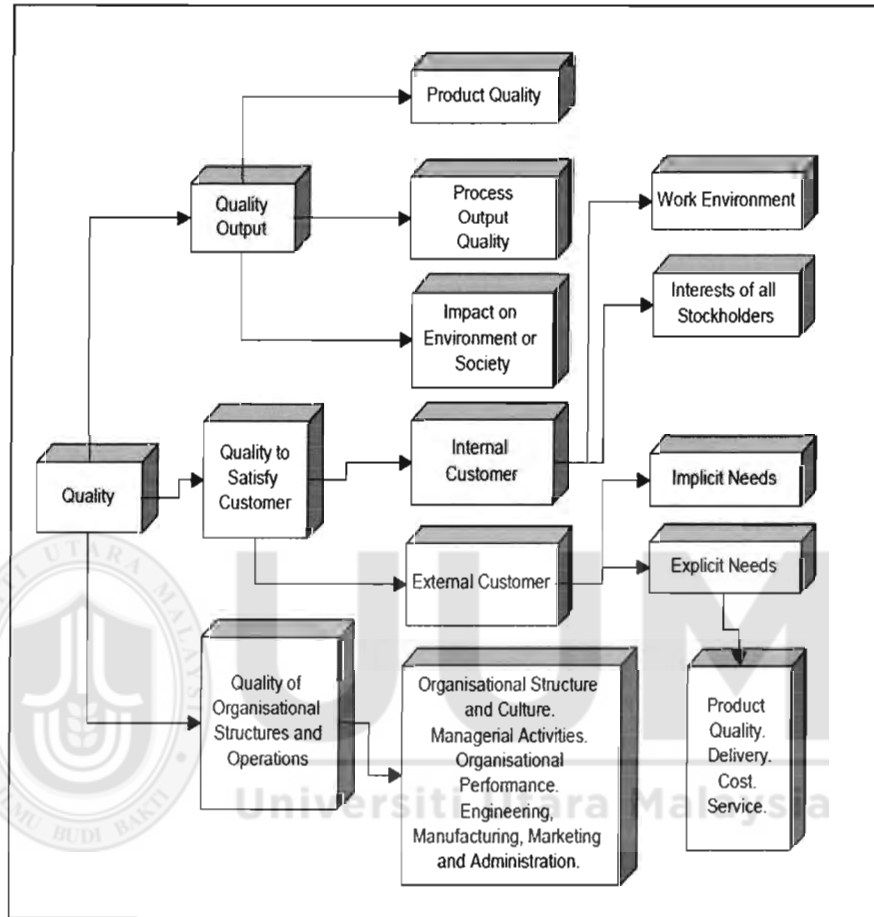 Product Quality
Quality
Output
Process
Output
Quality
Work Environment
Impact on
Environment or
Society
Interests of all
Stockholders
Quality
Quality to
Satisfy
Customer
Internal
Customer
Implicit Needs
External Customer
Explicit Needs
Quality of
Organisational
Structures and
Operations
Organisational Structure
and Culture.
Managerial Activities.
Organisational
Performance.
Engineering,
Manufacturing, Marketing
and Administration.
Product
Quality.
Delivery.
Cost.
Service.
UUM
Universiti Utara Malaysia
UTARA MALAYSI
BUDI BAKTI